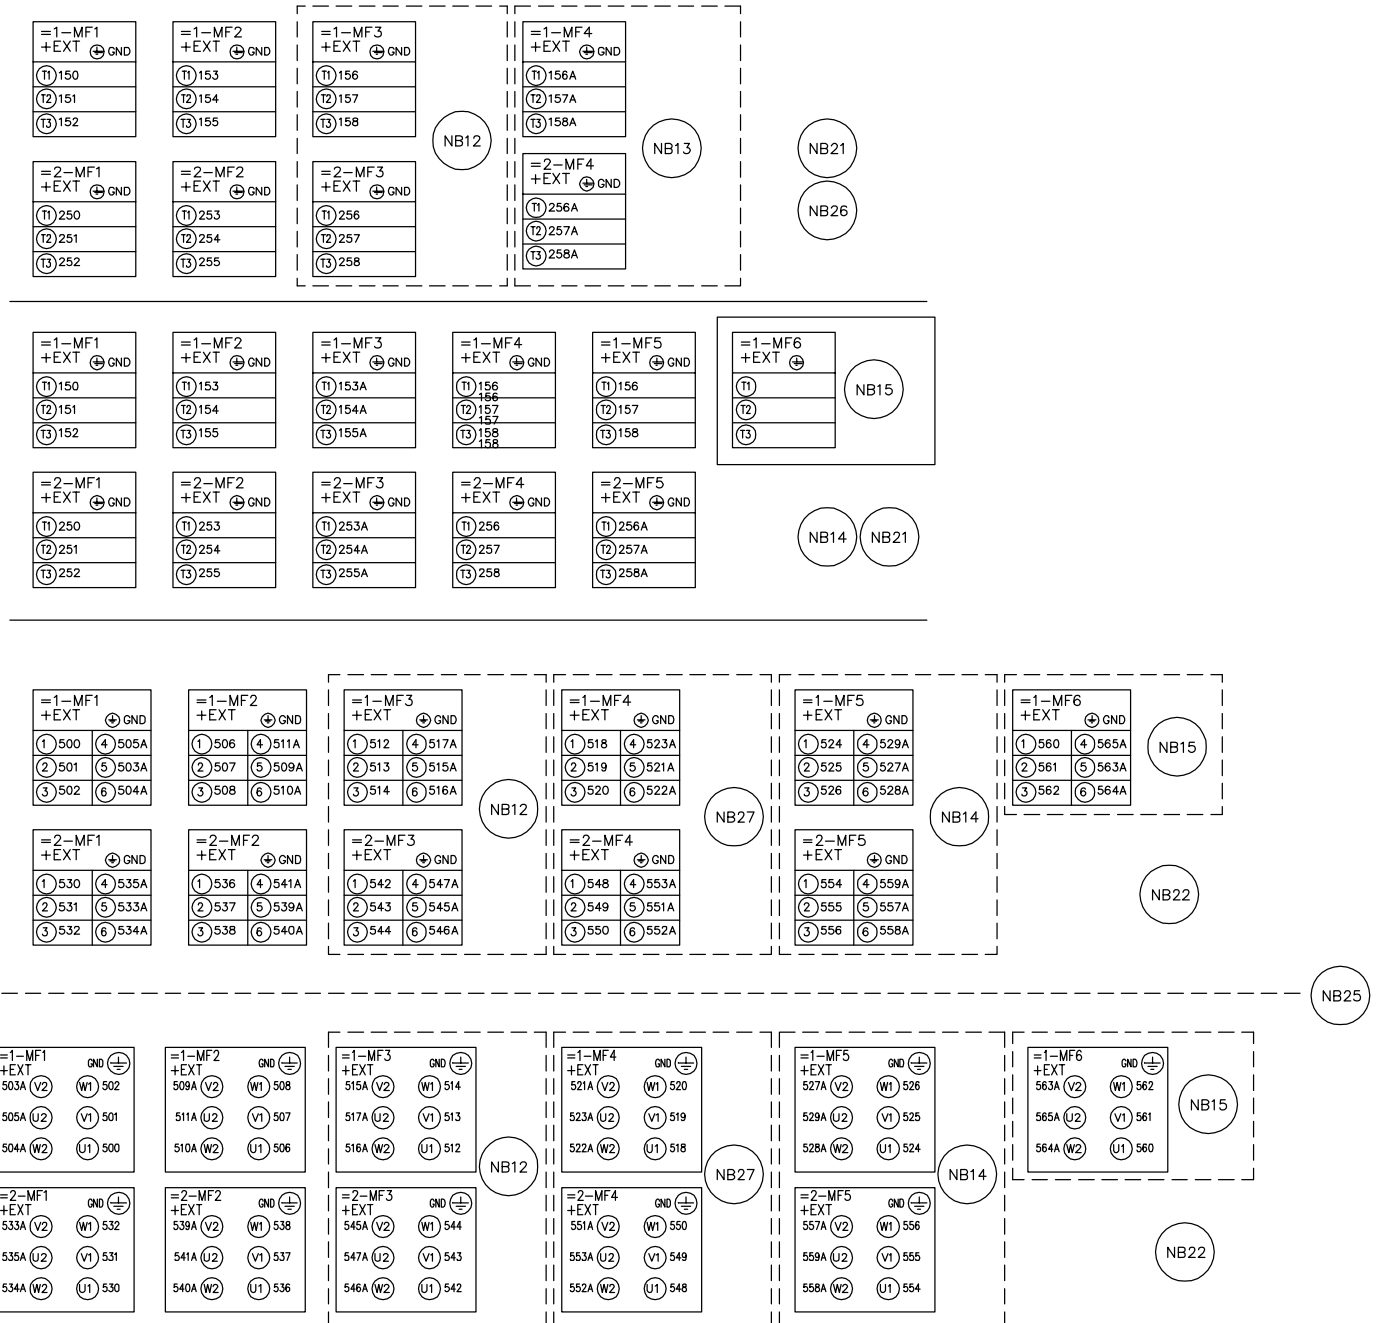 =1-MF1
+EXT GND
T1 150
T2 151
T3 152
=1-MF2
+EXT GND
T1 153
T2 154
T3 155
=1-MF3
+EXT GND
T1 156
T2 157
T3 158
NB12
=1-MF4
+EXT GND
T1 156A
T2 157A
T3 158A
NB13
NB21
NB26
=2-MF1
+EXT GND
T1 250
T2 251
T3 252
=2-MF2
+EXT GND
T1 253
T2 254
T3 255
=2-MF3
+EXT GND
T1 256
T2 257
T3 258
=2-MF4
+EXT GND
T1 256A
T2 257A
T3 258A
=1-MF1
+EXT GND
T1 150
T2 151
T3 152
=1-MF2
+EXT GND
T1 153
T2 154
T3 155
=1-MF3
+EXT GND
T1 153A
T2 154A
T3 155A
=1-MF4
+EXT GND
T1 156
156
T2 157
157
T3 158
158
=1-MF5
+EXT GND
T1 156
T2 157
T3 158
=1-MF6
+EXT
T1
T2
T3
NB15
=2-MF1
+EXT GND
T1 250
T2 251
T3 252
=2-MF2
+EXT GND
T1 253
T2 254
T3 255
=2-MF3
+EXT GND
T1 253A
T2 254A
T3 255A
=2-MF4
+EXT GND
T1 256
T2 257
T3 258
=2-MF5
+EXT GND
T1 256A
T2 257A
T3 258A
NB14 NB21
=1-MF1
+EXT GND
1 500 4 505A
2 501 5 503A
3 502 6 504A
=1-MF2
+EXT GND
1 506 4 511A
2 507 5 509A
3 508 6 510A
=1-MF3
+EXT GND
1 512 4 517A
2 513 5 515A
3 514 6 516A
NB12
=1-MF4
+EXT GND
1 518 4 523A
2 519 5 521A
3 520 6 522A
NB27
=1-MF5
+EXT GND
1 524 4 529A
2 525 5 527A
3 526 6 528A
NB14
=1-MF6
+EXT GND
1 560 4 565A
2 561 5 563A
3 562 6 564A
NB15
=2-MF1
+EXT GND
1 530 4 535A
2 531 5 533A
3 532 6 534A
=2-MF2
+EXT GND
1 536 4 541A
2 537 5 539A
3 538 6 540A
=2-MF3
+EXT GND
1 542 4 547A
2 543 5 545A
3 544 6 546A
=2-MF4
+EXT GND
1 548 4 553A
2 549 5 551A
3 550 6 552A
=2-MF5
+EXT GND
1 554 4 559A
2 555 5 557A
3 556 6 558A
NB22
NB25
=1-MF1 GND
+EXT
503A V2 W1 502
505A U2 V1 501
504A W2 U1 500
=1-MF2 GND
+EXT
509A V2 W1 508
511A U2 V1 507
510A W2 U1 506
=1-MF3 GND
+EXT
515A V2 W1 514
517A U2 V1 513
516A W2 U1 512
NB12
=1-MF4 GND
+EXT
521A V2 W1 520
523A U2 V1 519
522A W2 U1 518
NB27
=1-MF5 GND
+EXT
527A V2 W1 526
529A U2 V1 525
528A W2 U1 524
NB14
=1-MF6 GND
+EXT
563A V2 W1 562
565A U2 V1 561
564A W2 U1 560
NB15
=2-MF1 GND
+EXT
533A V2 W1 532
535A U2 V1 531
534A W2 U1 530
=2-MF2 GND
+EXT
539A V2 W1 538
541A U2 V1 537
540A W2 U1 536
=2-MF3 GND
+EXT
545A V2 W1 544
547A U2 V1 543
546A W2 U1 542
=2-MF4 GND
+EXT
551A V2 W1 550
553A U2 V1 549
552A W2 U1 548
=2-MF5 GND
+EXT
557A V2 W1 556
559A U2 V1 555
558A W2 U1 554
NB22